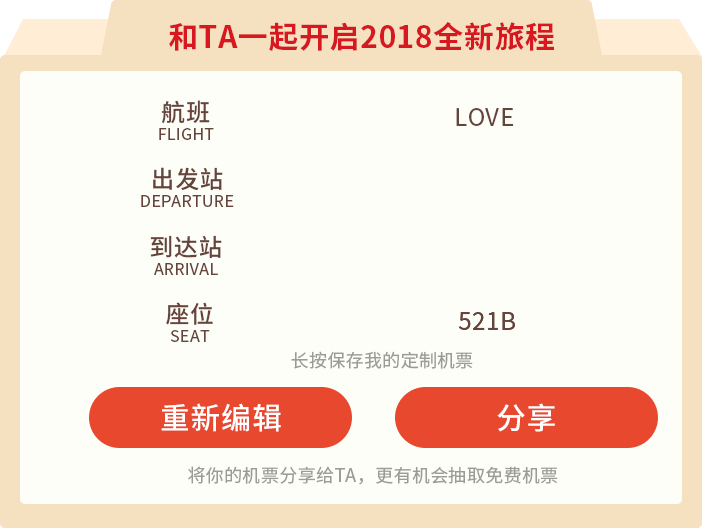 和TA一起开启2018全新旅程
航班 LOVE
FLIGHT
出发站
DEPARTURE
到达站
ARRIVAL
座位 521B
SEAT
长按保存我的定制机票
重新编辑 分享
将你的机票分享给TA，更有机会抽取免费机票